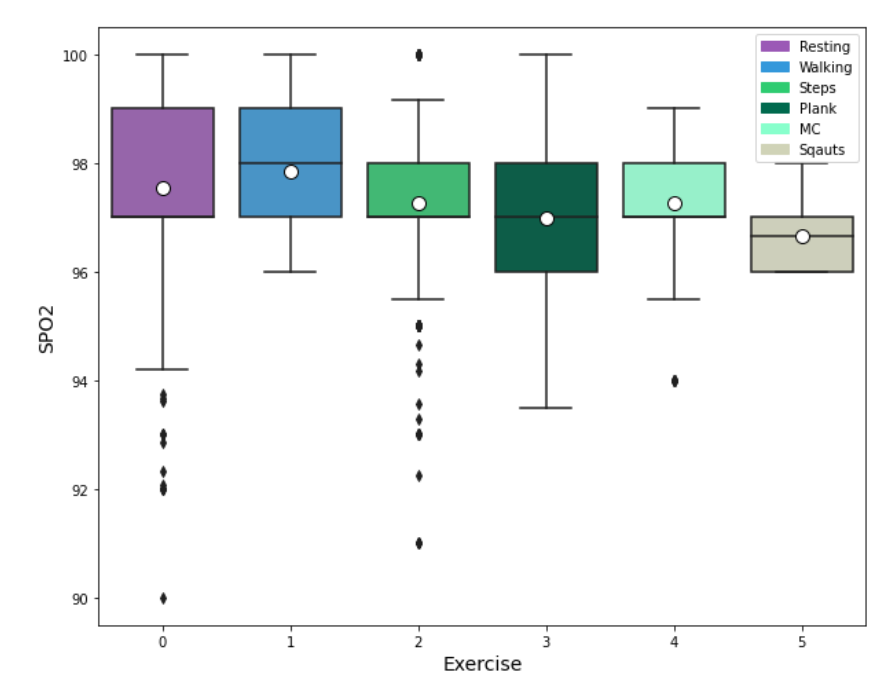 100
98
96
94
92
90
SPO2
0 1 2 3 4 5
Exercise
Resting
Walking
Steps
Plank
MC
Sqauts